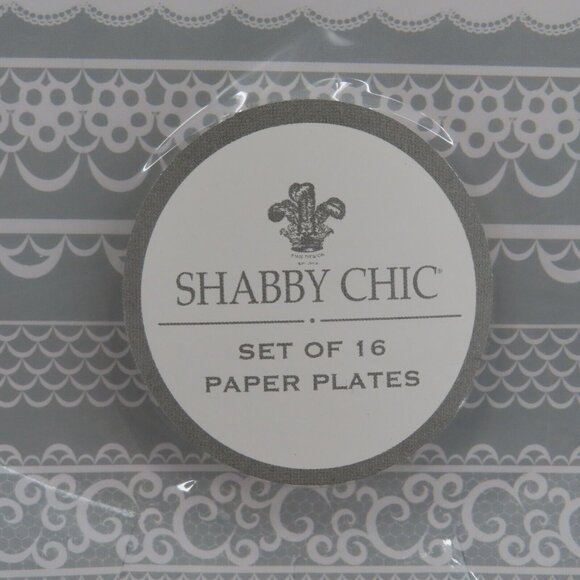 SHABBY CHIC®
SET OF 16
PAPER PLATES